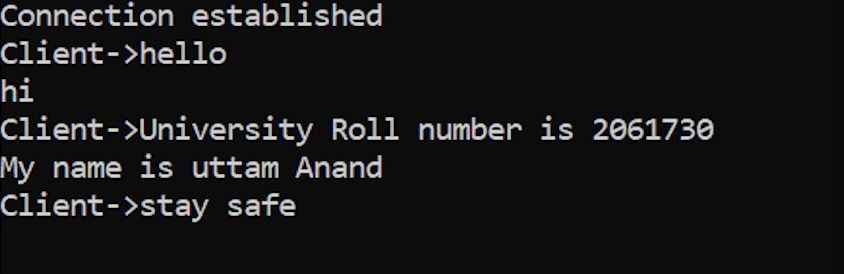 Connection established
Client->hello
hi
Client->University Roll number is 2061730
My name is uttam Anand
Client->stay safe